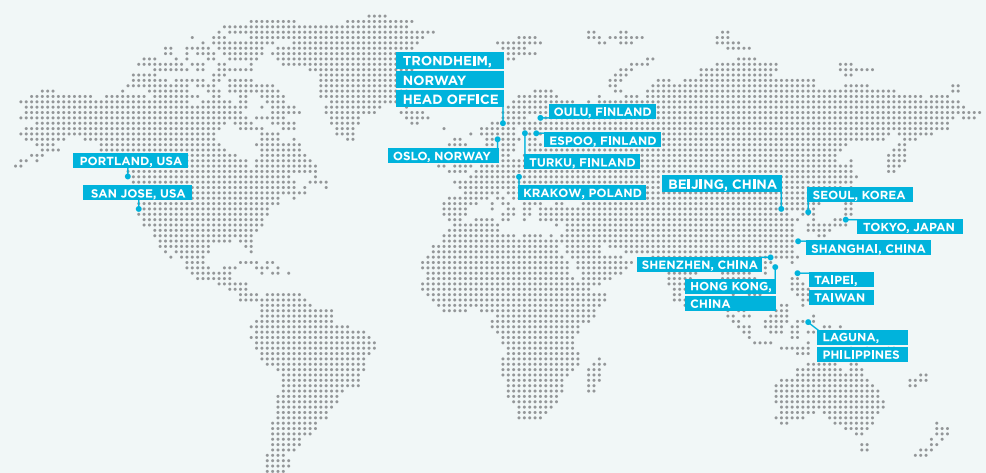 TRONDHEIM,
NORWAY
HEAD OFFICE
OULU, FINLAND
ESPOO, FINLAND
OSLO, NORWAY
TURKU, FINLAND
PORTLAND, USA
KRAKOW, POLAND
SAN JOSE, USA
BEIJING, CHINA
SEOUL, KOREA
TOKYO, JAPAN
SHANGHAI, CHINA
SHENZHEN, CHINA
HONG KONG,
CHINA
TAIPEI,
TAIWAN
LAGUNA,
PHILIPPINES